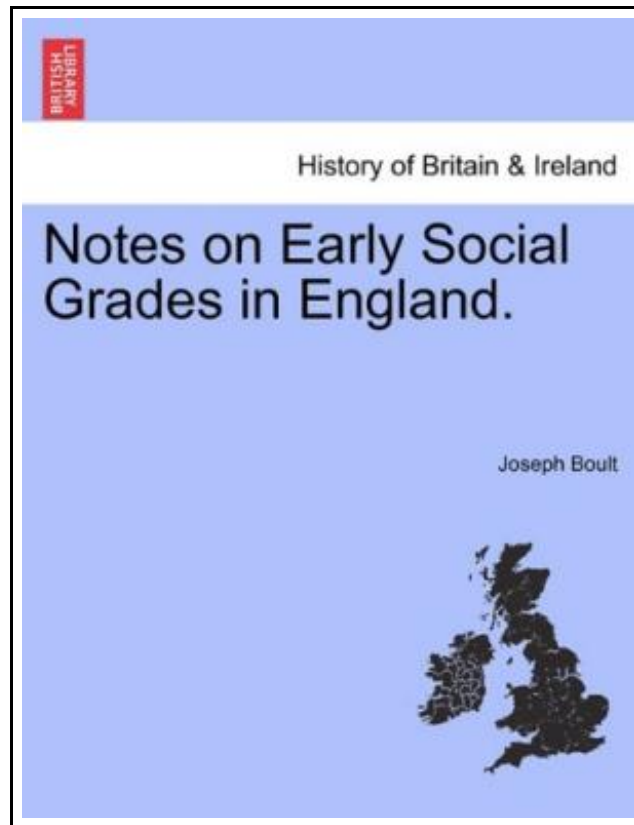 BRITISH
LIBRARY
History of Britain & Ireland
Notes on Early Social
Grades in England.
Joseph Boult